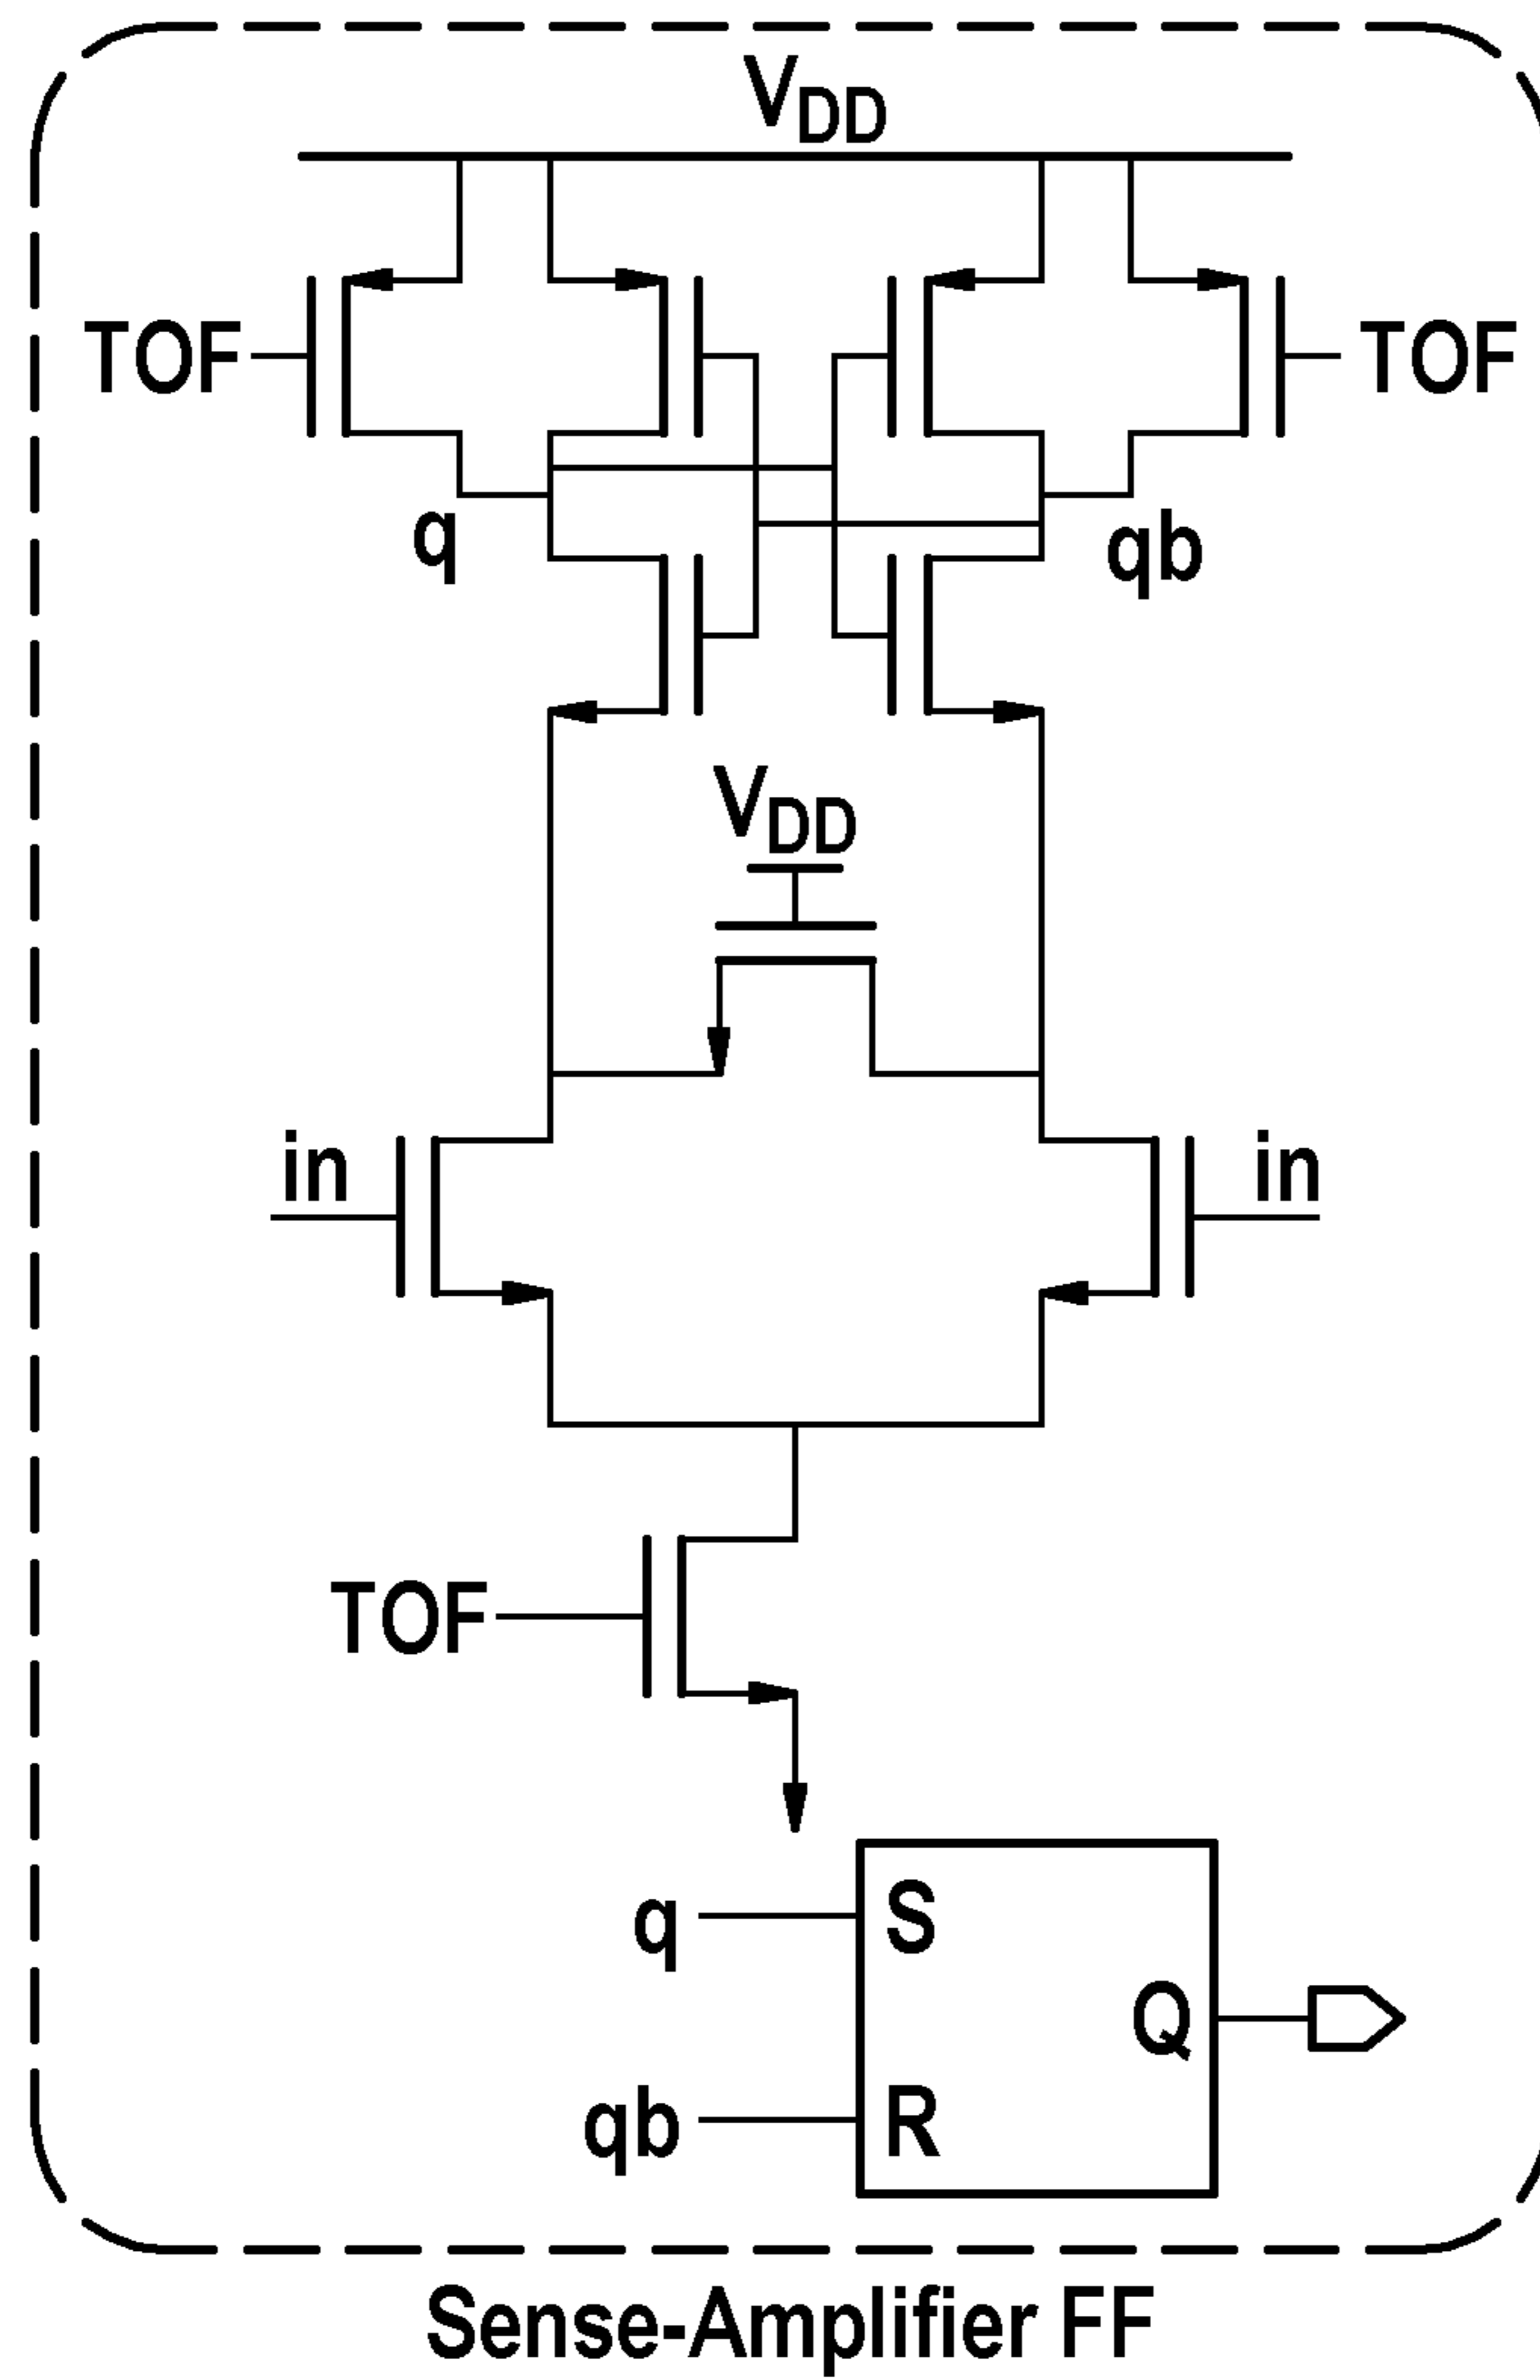 VDD
TOF TOF
q qb
VDD
in in
TOF
q S
Q
qb R
Sense-Amplifier FF